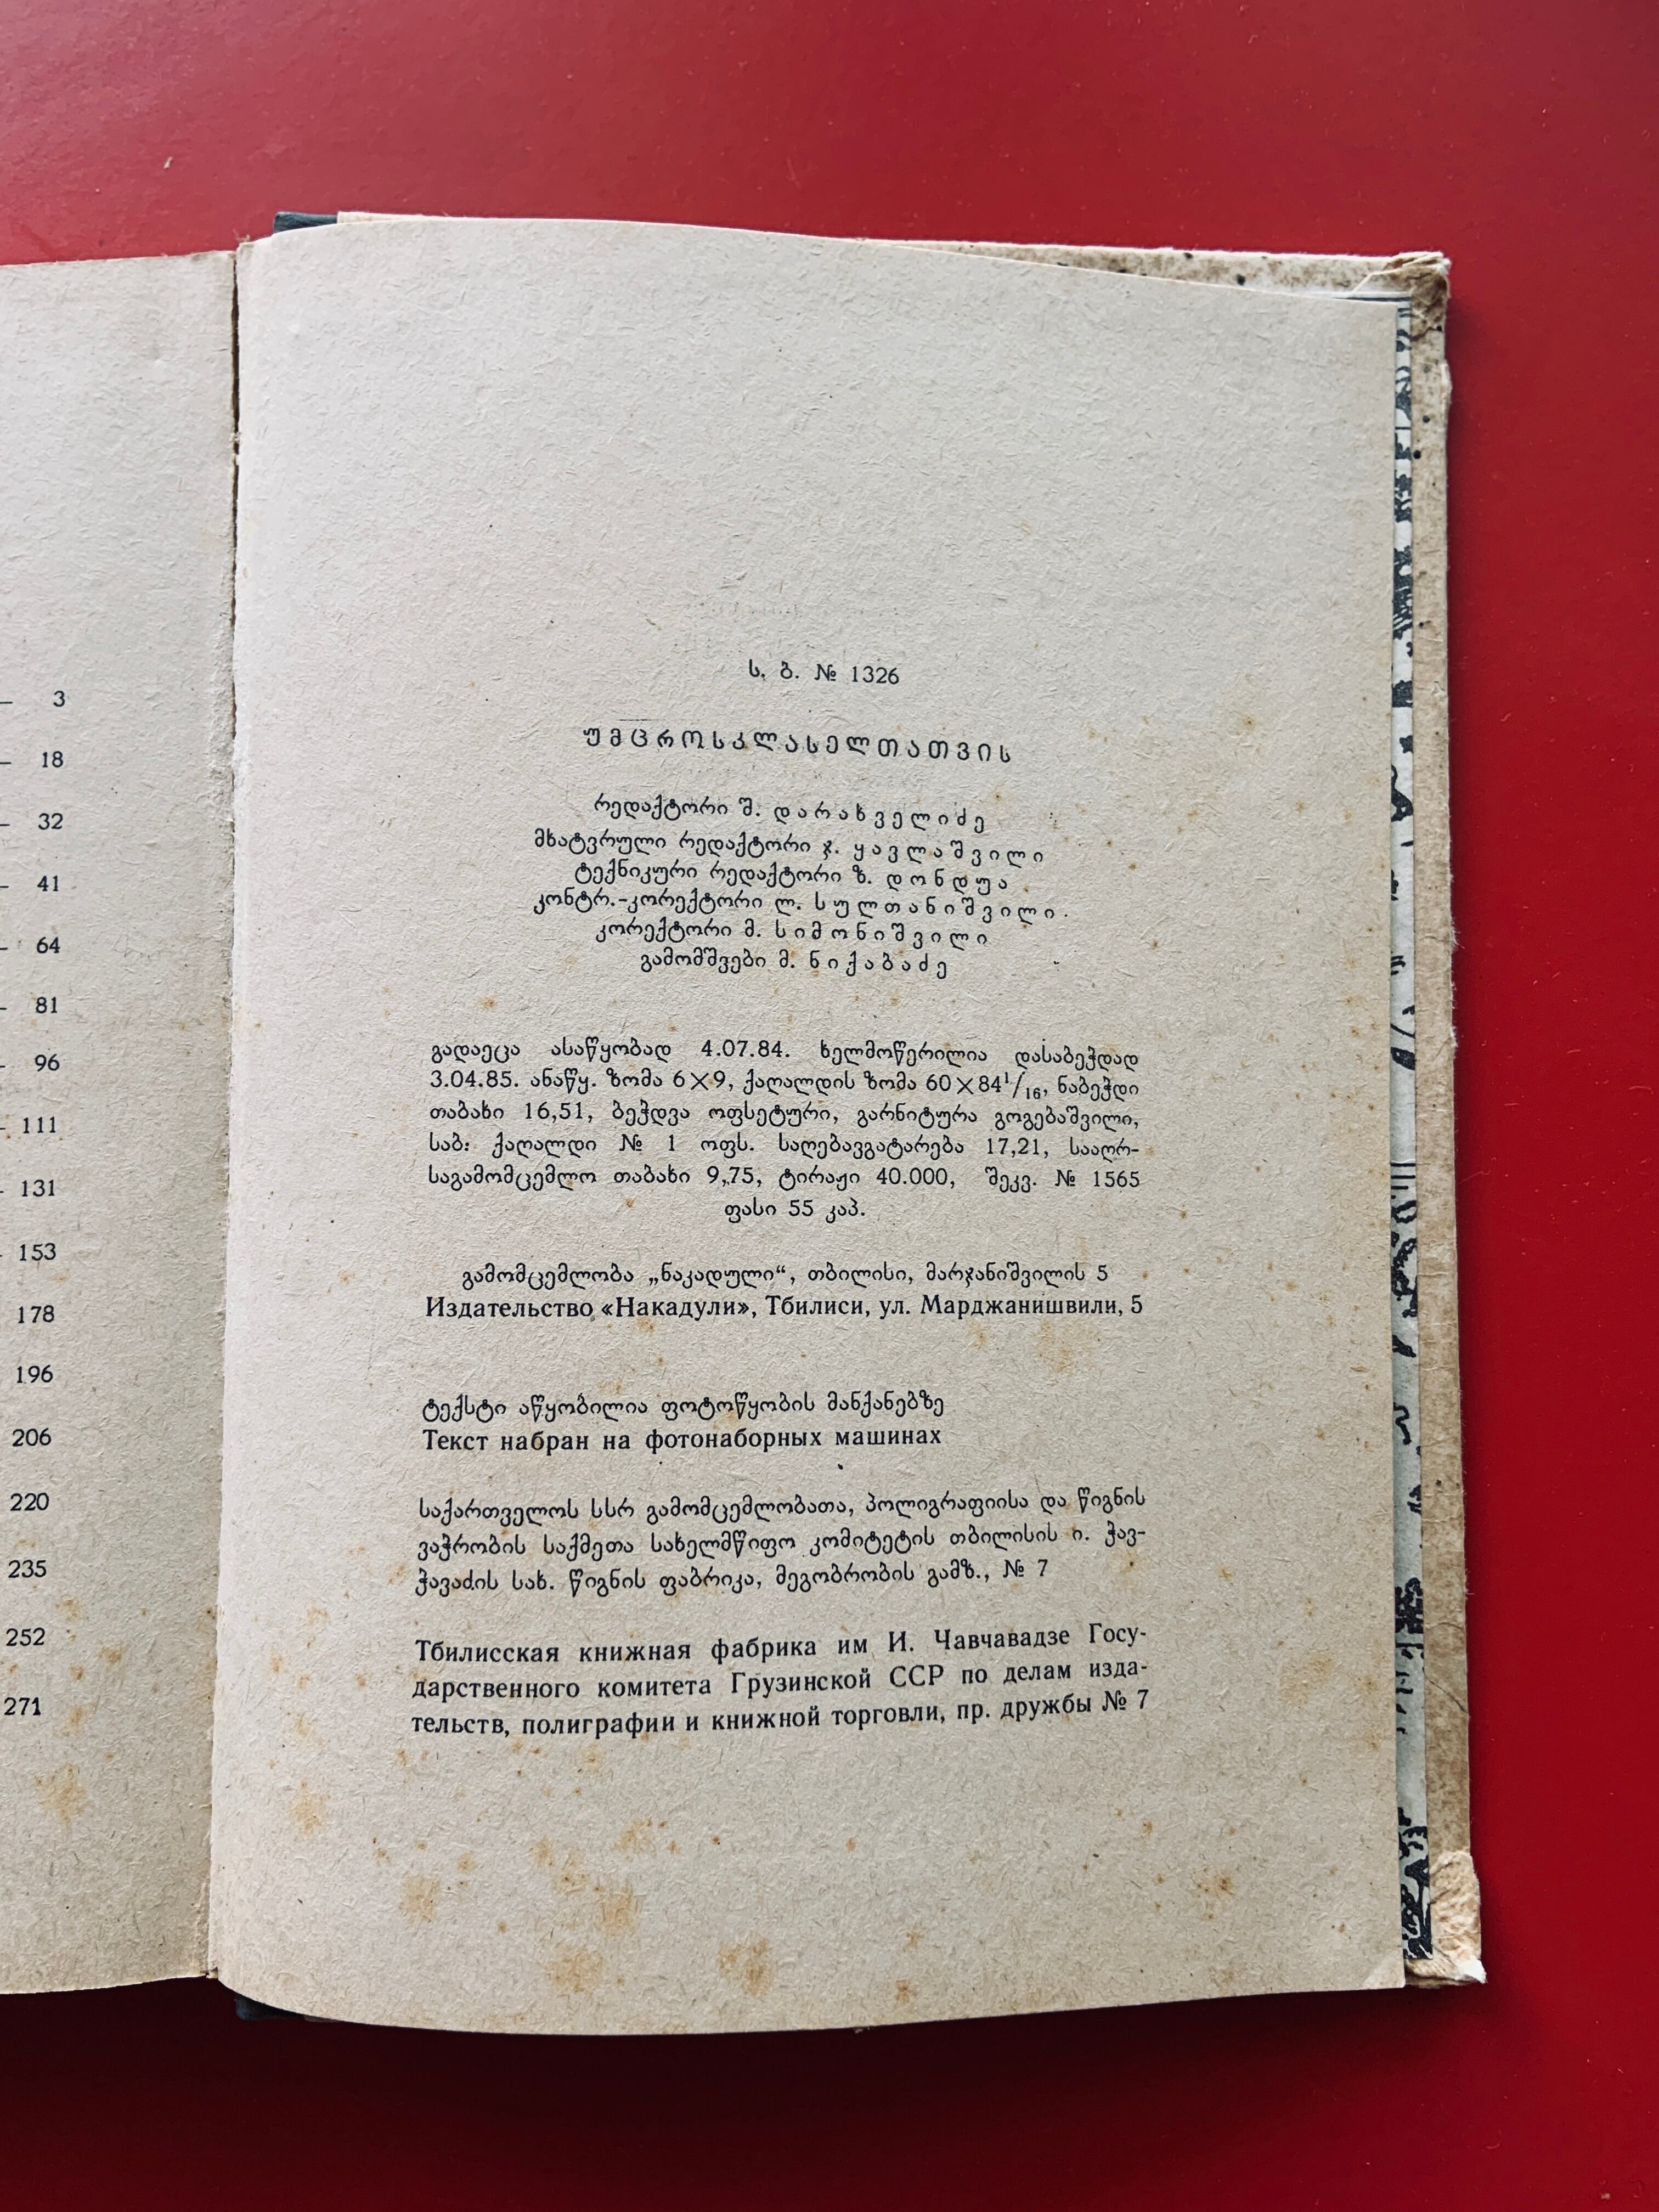 — 3
— 18
— 32
— 41
— 64
— 81
— 96
— 111
— 131
— 153
178
196
206
220
235
252
271
ს. ბ. № 1326
უმცროსკლასელთათვის
რედაქტორი შ. დარახველიძე
მხატვრული რედაქტორი ჯ. ყავლაშვილი
ტექნიკური რედაქტორი ზ. დონდუა
კონტრ.-კორექტორი ლ. სულთანიშვილი.
კორექტორი მ. სიმონიშვილი
გამომშვები მ. ნიქაბაძე
გადაეცა ასაწყობად 4.07.84. ხელმოწერილია დასაბეჭდად
3.04.85. ანაწყ. ზომა 6×9, ქაღალდის ზომა 60×84¹/₁₆, ნაბეჭდი
თაბახი 16,51, ბეჭდვა ოფსეტური, გარნიტურა გოგებაშვილი,
საბ: ქაღალდი № 1 ოფს. საღებავგატარება 17,21, სააღრ-
საგამომცემლო თაბახი 9,75, ტირაჟი 40.000, შეკვ. № 1565
ფასი 55 კაპ.
გამომცემლობა „ნაკადული“, თბილისი, მარჯანიშვილის 5
Издательство «Накадули», Тбилиси, ул. Марджанишвили, 5
ტექსტი აწყობილია ფოტოწყობის მანქანებზე
Текст набран на фотонаборных машинах
საქართველოს სსრ გამომცემლობათა, პოლიგრაფიისა და წიგნის
ვაჭრობის საქმეთა სახელმწიფო კომიტეტის თბილისის ი. ჭავ-
ჭავაძის სახ. წიგნის ფაბრიკა, მეგობრობის გამზ., № 7
Тбилисская книжная фабрика им И. Чавчавадзе Госу-
дарственного комитета Грузинской ССР по делам изда-
тельств, полиграфии и книжной торговли, пр. дружбы № 7